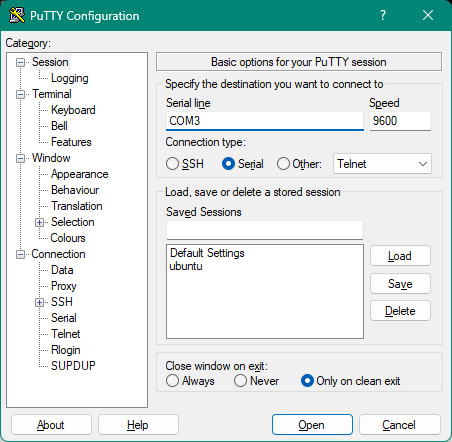 PuTTY Configuration
?
Category:
Session
Logging
Terminal
Keyboard
Bell
Features
Window
Appearance
Behaviour
Translation
Selection
Colours
Connection
Data
Proxy
SSH
Serial
Telnet
Rlogin
SUPDUP
Basic options for your PuTTY session
Specify the destination you want to connect to
Serial line Speed
COM3 9600
Connection type:
SSH Serial Other: Telnet
Load, save or delete a stored session
Saved Sessions
Default Settings
ubuntu
Load
Save
Delete
Close window on exit:
Always Never Only on clean exit
About Help Open Cancel